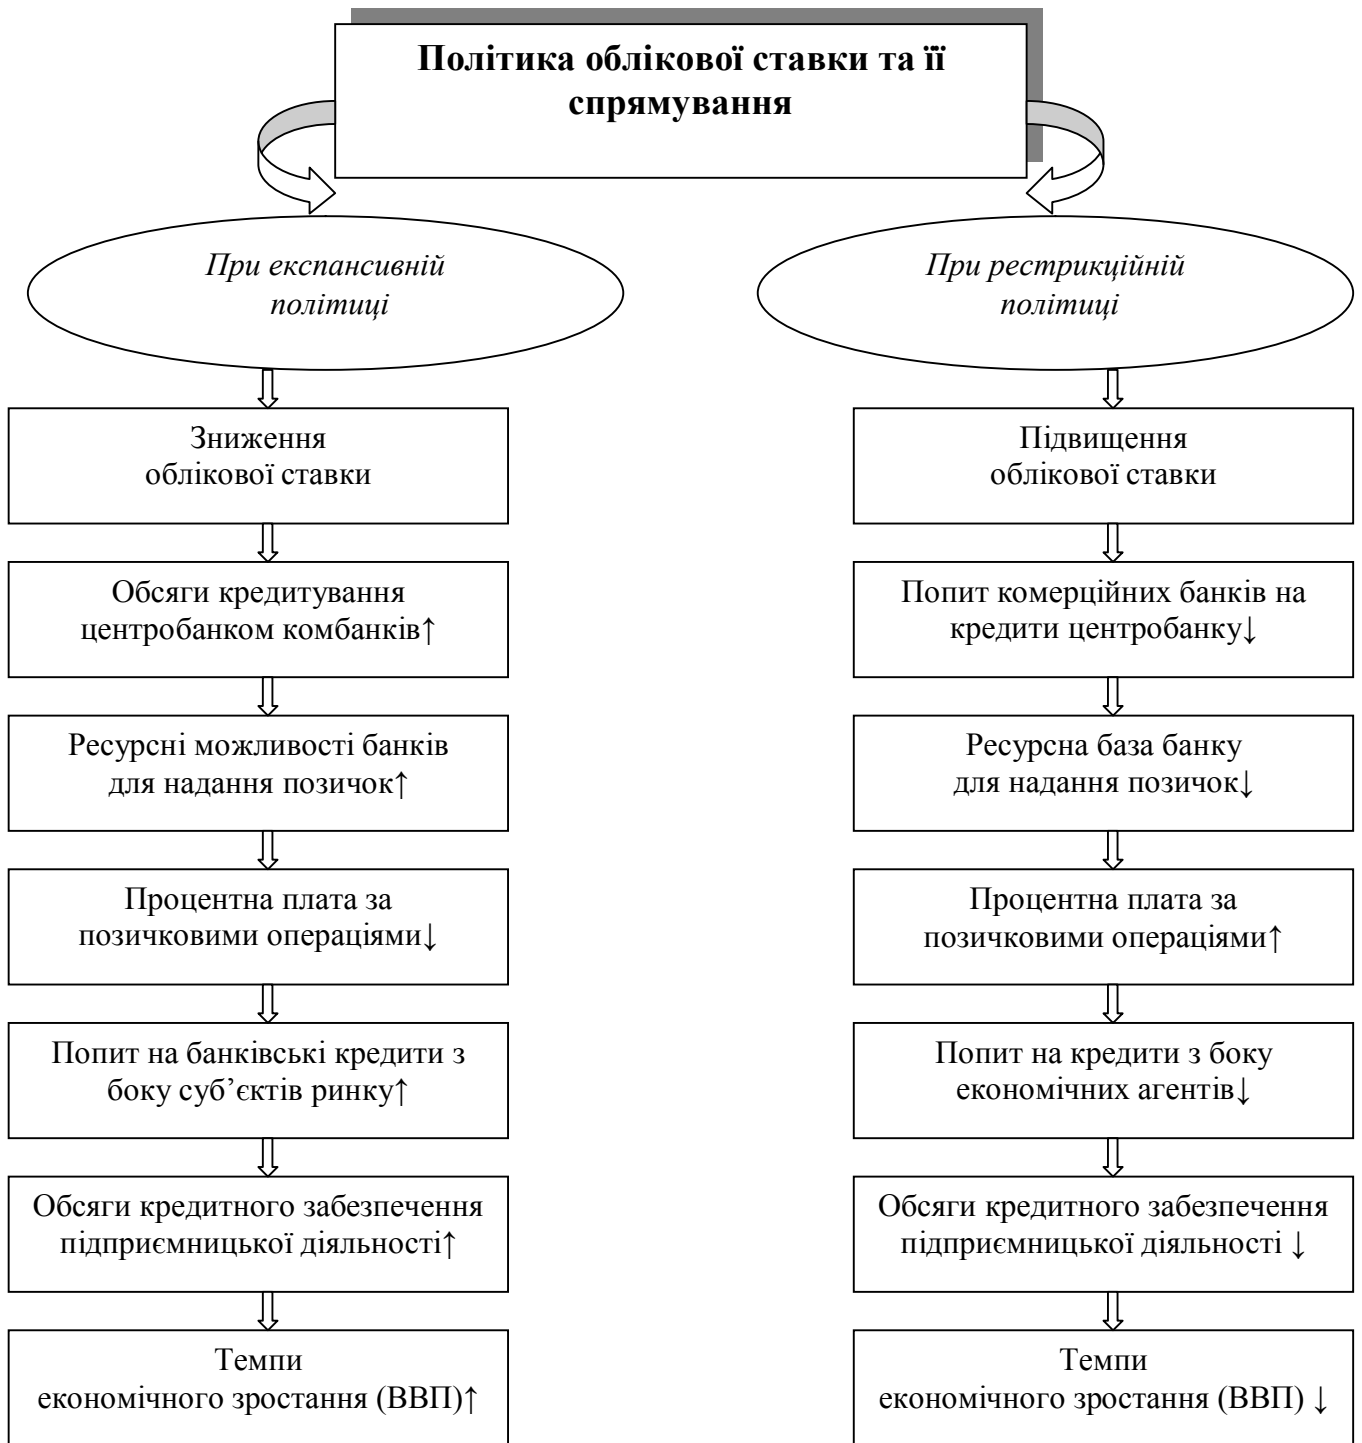 Політика облікової ставки та її
спрямування
При експансивній
політиці
Зниження
облікової ставки
Обсяги кредитування
центробанком комбанків↑
Ресурсні можливості банків
для надання позичок↑
Процентна плата за
позичковими операціями↓
Попит на банківські кредити з
боку суб’єктів ринку↑
Обсяги кредитного забезпечення
підприємницької діяльності↑
Темпи
економічного зростання (ВВП)↑
При рестрикційній
політиці
Підвищення
облікової ставки
Попит комерційних банків на
кредити центробанку↓
Ресурсна база банку
для надання позичок↓
Процентна плата за
позичковими операціями↑
Попит на кредити з боку
економічних агентів↓
Обсяги кредитного забезпечення
підприємницької діяльності ↓
Темпи
економічного зростання (ВВП) ↓